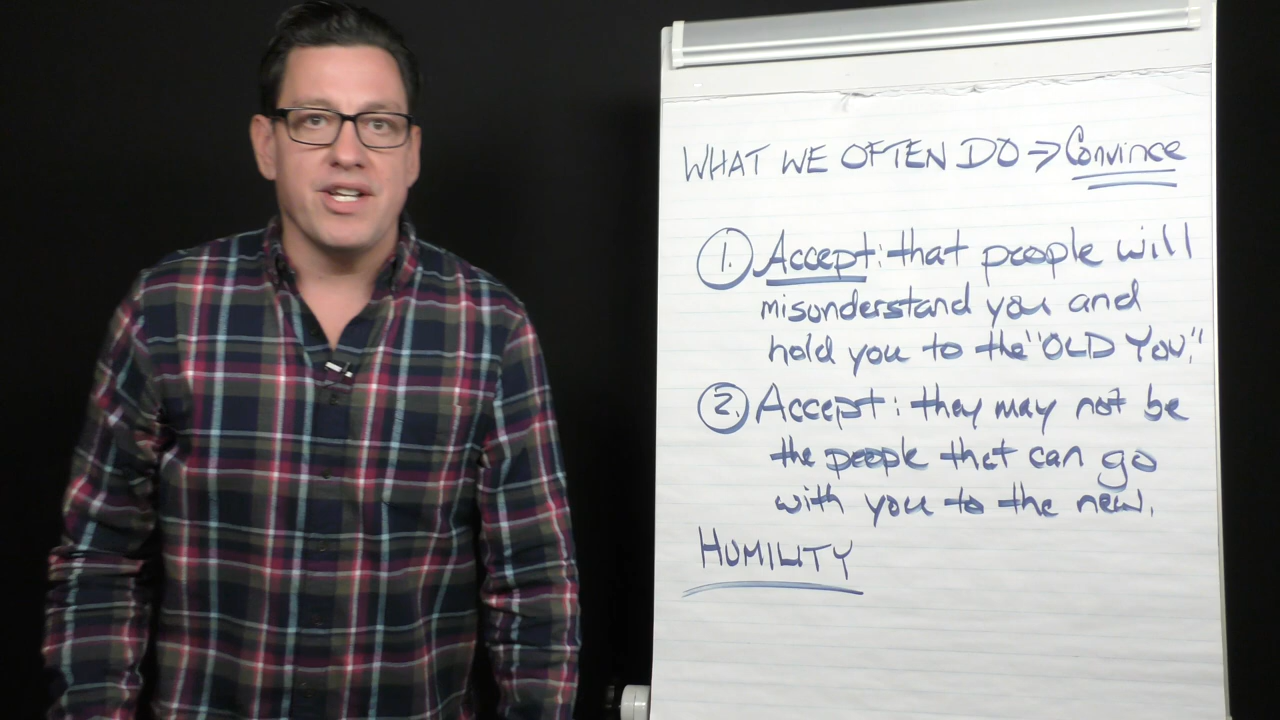 WHAT WE OFTEN DO → Convince
1. Accept: that people will
misunderstand you and
hold you to the "OLD YOU."
2. Accept: they may not be
the people that can go
with you to the new.
HUMILITY